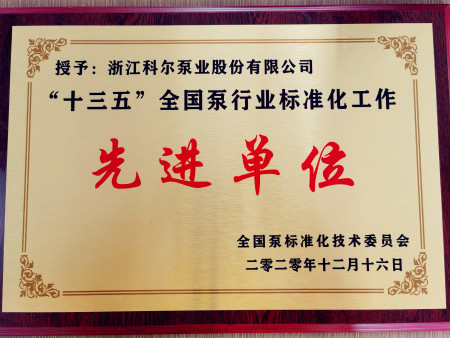 授予：浙江科尔泵业股份有限公司
“十三五”全国泵行业标准化工作
先进单位
全国泵标准化技术委员会
二零二零年十二月十六日